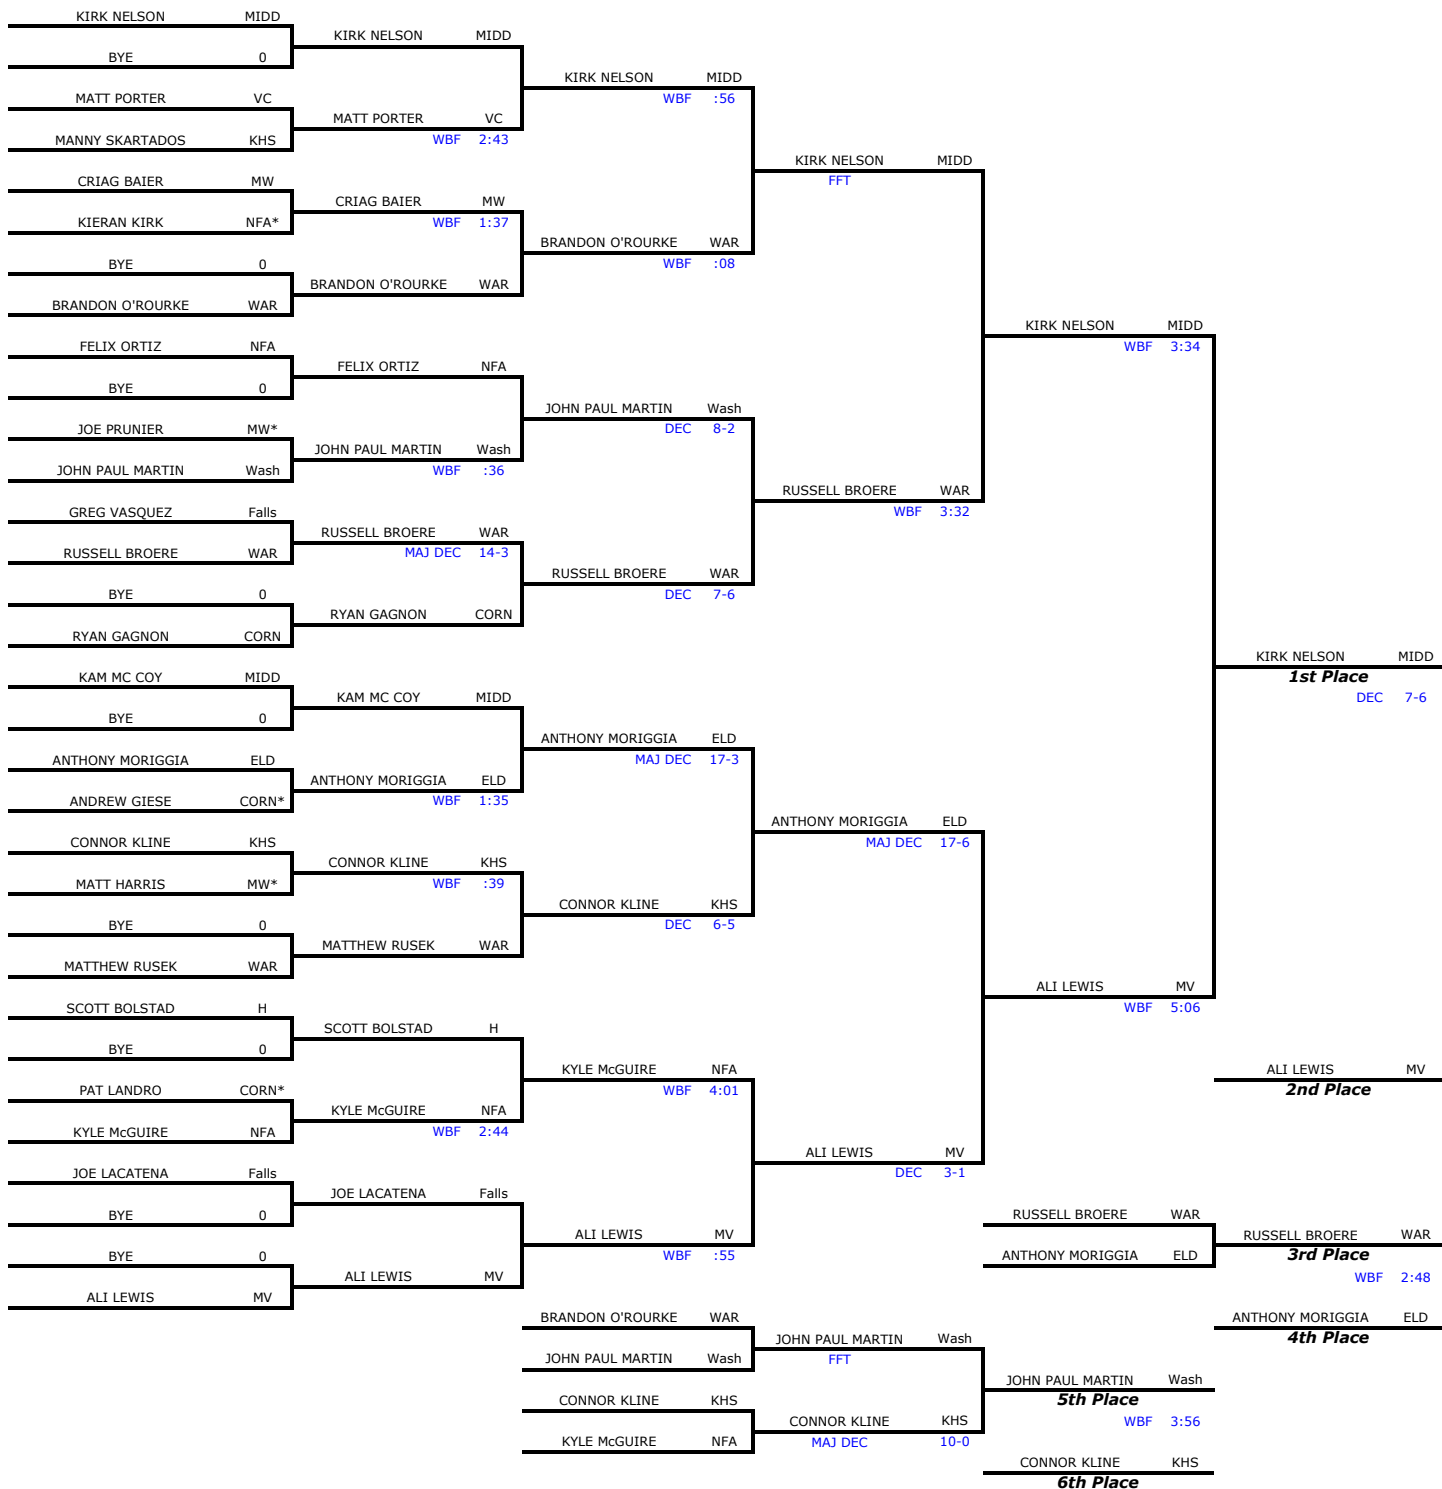 KIRK NELSON MIDD
BYE 0
MATT PORTER VC
MANNY SKARTADOS KHS
CRIAG BAIER MW
KIERAN KIRK NFA*
BYE 0
BRANDON O'ROURKE WAR
FELIX ORTIZ NFA
BYE 0
JOE PRUNIER MW*
JOHN PAUL MARTIN Wash
GREG VASQUEZ Falls
RUSSELL BROERE WAR
BYE 0
RYAN GAGNON CORN
KAM MC COY MIDD
BYE 0
ANTHONY MORIGGIA ELD
ANDREW GIESE CORN*
CONNOR KLINE KHS
MATT HARRIS MW*
BYE 0
MATTHEW RUSEK WAR
SCOTT BOLSTAD H
BYE 0
PAT LANDRO CORN*
KYLE McGUIRE NFA
JOE LACATENA Falls
BYE 0
BYE 0
ALI LEWIS MV
KIRK NELSON MIDD
MATT PORTER VC
WBF 2:43
CRIAG BAIER MW
WBF 1:37
BRANDON O'ROURKE WAR
FELIX ORTIZ NFA
JOHN PAUL MARTIN Wash
WBF :36
RUSSELL BROERE WAR
MAJ DEC 14-3
RYAN GAGNON CORN
KAM MC COY MIDD
ANTHONY MORIGGIA ELD
WBF 1:35
CONNOR KLINE KHS
WBF :39
MATTHEW RUSEK WAR
SCOTT BOLSTAD H
KYLE McGUIRE NFA
WBF 2:44
JOE LACATENA Falls
ALI LEWIS MV
KIRK NELSON MIDD
WBF :56
BRANDON O'ROURKE WAR
WBF :08
JOHN PAUL MARTIN Wash
DEC 8-2
RUSSELL BROERE WAR
DEC 7-6
ANTHONY MORIGGIA ELD
MAJ DEC 17-3
CONNOR KLINE KHS
DEC 6-5
KYLE McGUIRE NFA
WBF 4:01
ALI LEWIS MV
WBF :55
KIRK NELSON MIDD
FFT
RUSSELL BROERE WAR
WBF 3:32
ANTHONY MORIGGIA ELD
MAJ DEC 17-6
ALI LEWIS MV
DEC 3-1
KIRK NELSON MIDD
WBF 3:34
ALI LEWIS MV
WBF 5:06
KIRK NELSON MIDD
1st Place
DEC 7-6
ALI LEWIS MV
2nd Place
RUSSELL BROERE WAR
ANTHONY MORIGGIA ELD
RUSSELL BROERE WAR
3rd Place
WBF 2:48
ANTHONY MORIGGIA ELD
4th Place
BRANDON O'ROURKE WAR
JOHN PAUL MARTIN Wash
CONNOR KLINE KHS
KYLE McGUIRE NFA
JOHN PAUL MARTIN Wash
FFT
CONNOR KLINE KHS
MAJ DEC 10-0
JOHN PAUL MARTIN Wash
5th Place
WBF 3:56
CONNOR KLINE KHS
6th Place